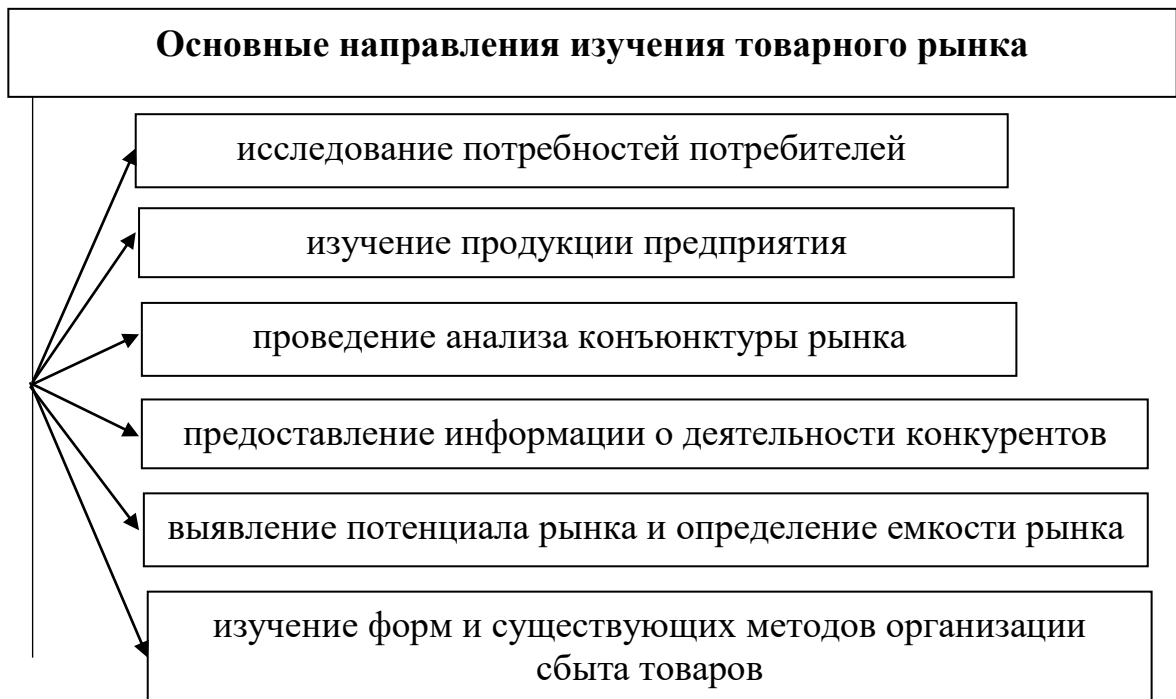 Основные направления изучения товарного рынка
исследование потребностей потребителей
изучение продукции предприятия
проведение анализа конъюнктуры рынка
предоставление информации о деятельности конкурентов
выявление потенциала рынка и определение емкости рынка
изучение форм и существующих методов организации
сбыта товаров